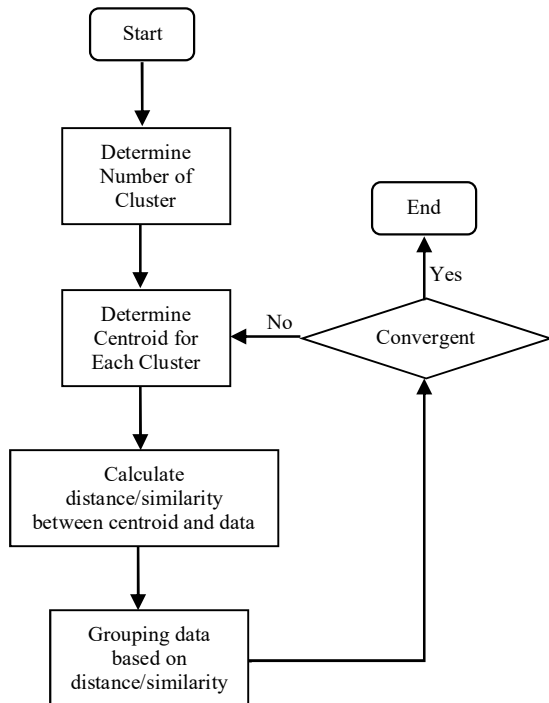 Start
Determine
Number of
Cluster
End
Yes
Determine
Centroid for
Each Cluster
No
Convergent
Calculate
distance/similarity
between centroid and data
Grouping data
based on
distance/similarity